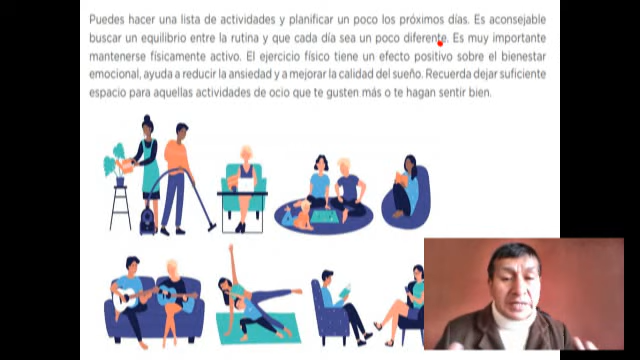 Puedes hacer una lista de actividades y planificar un poco los próximos días. Es aconsejable
buscar un equilibrio entre la rutina y que cada día sea un poco diferente. Es muy importante
mantenerse físicamente activo. El ejercicio físico tiene un efecto positivo sobre el bienestar
emocional, ayuda a reducir la ansiedad y a mejorar la calidad del sueño. Recuerda dejar suficiente
espacio para aquellas actividades de ocio que te gusten más o te hagan sentir bien.